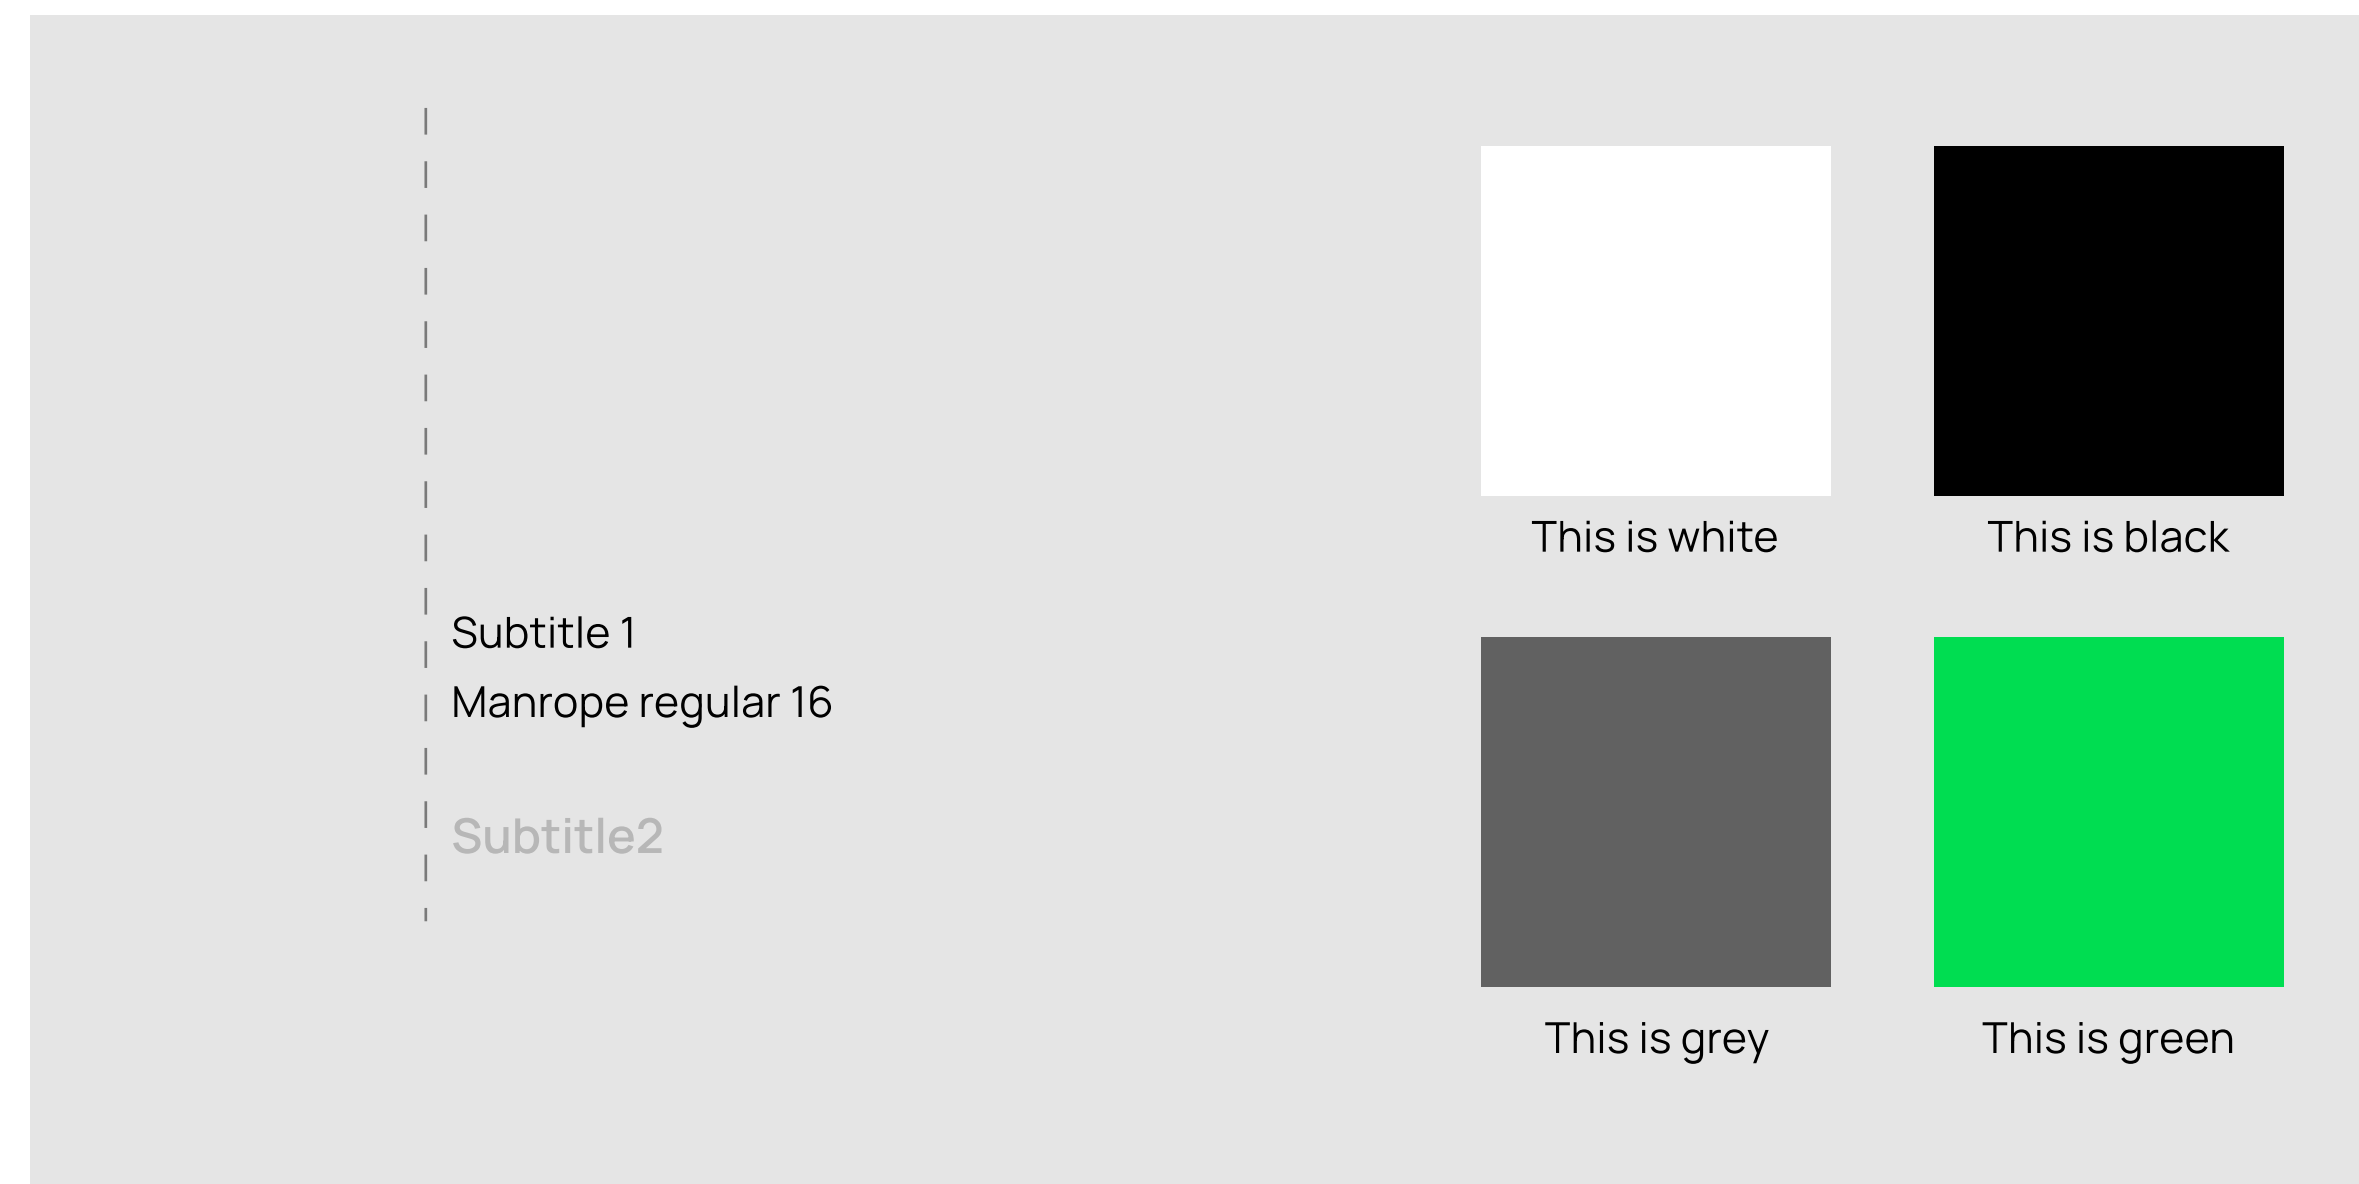 Subtitle 1
Manrope regular 16
Subtitle2
This is white
This is black
This is grey
This is green